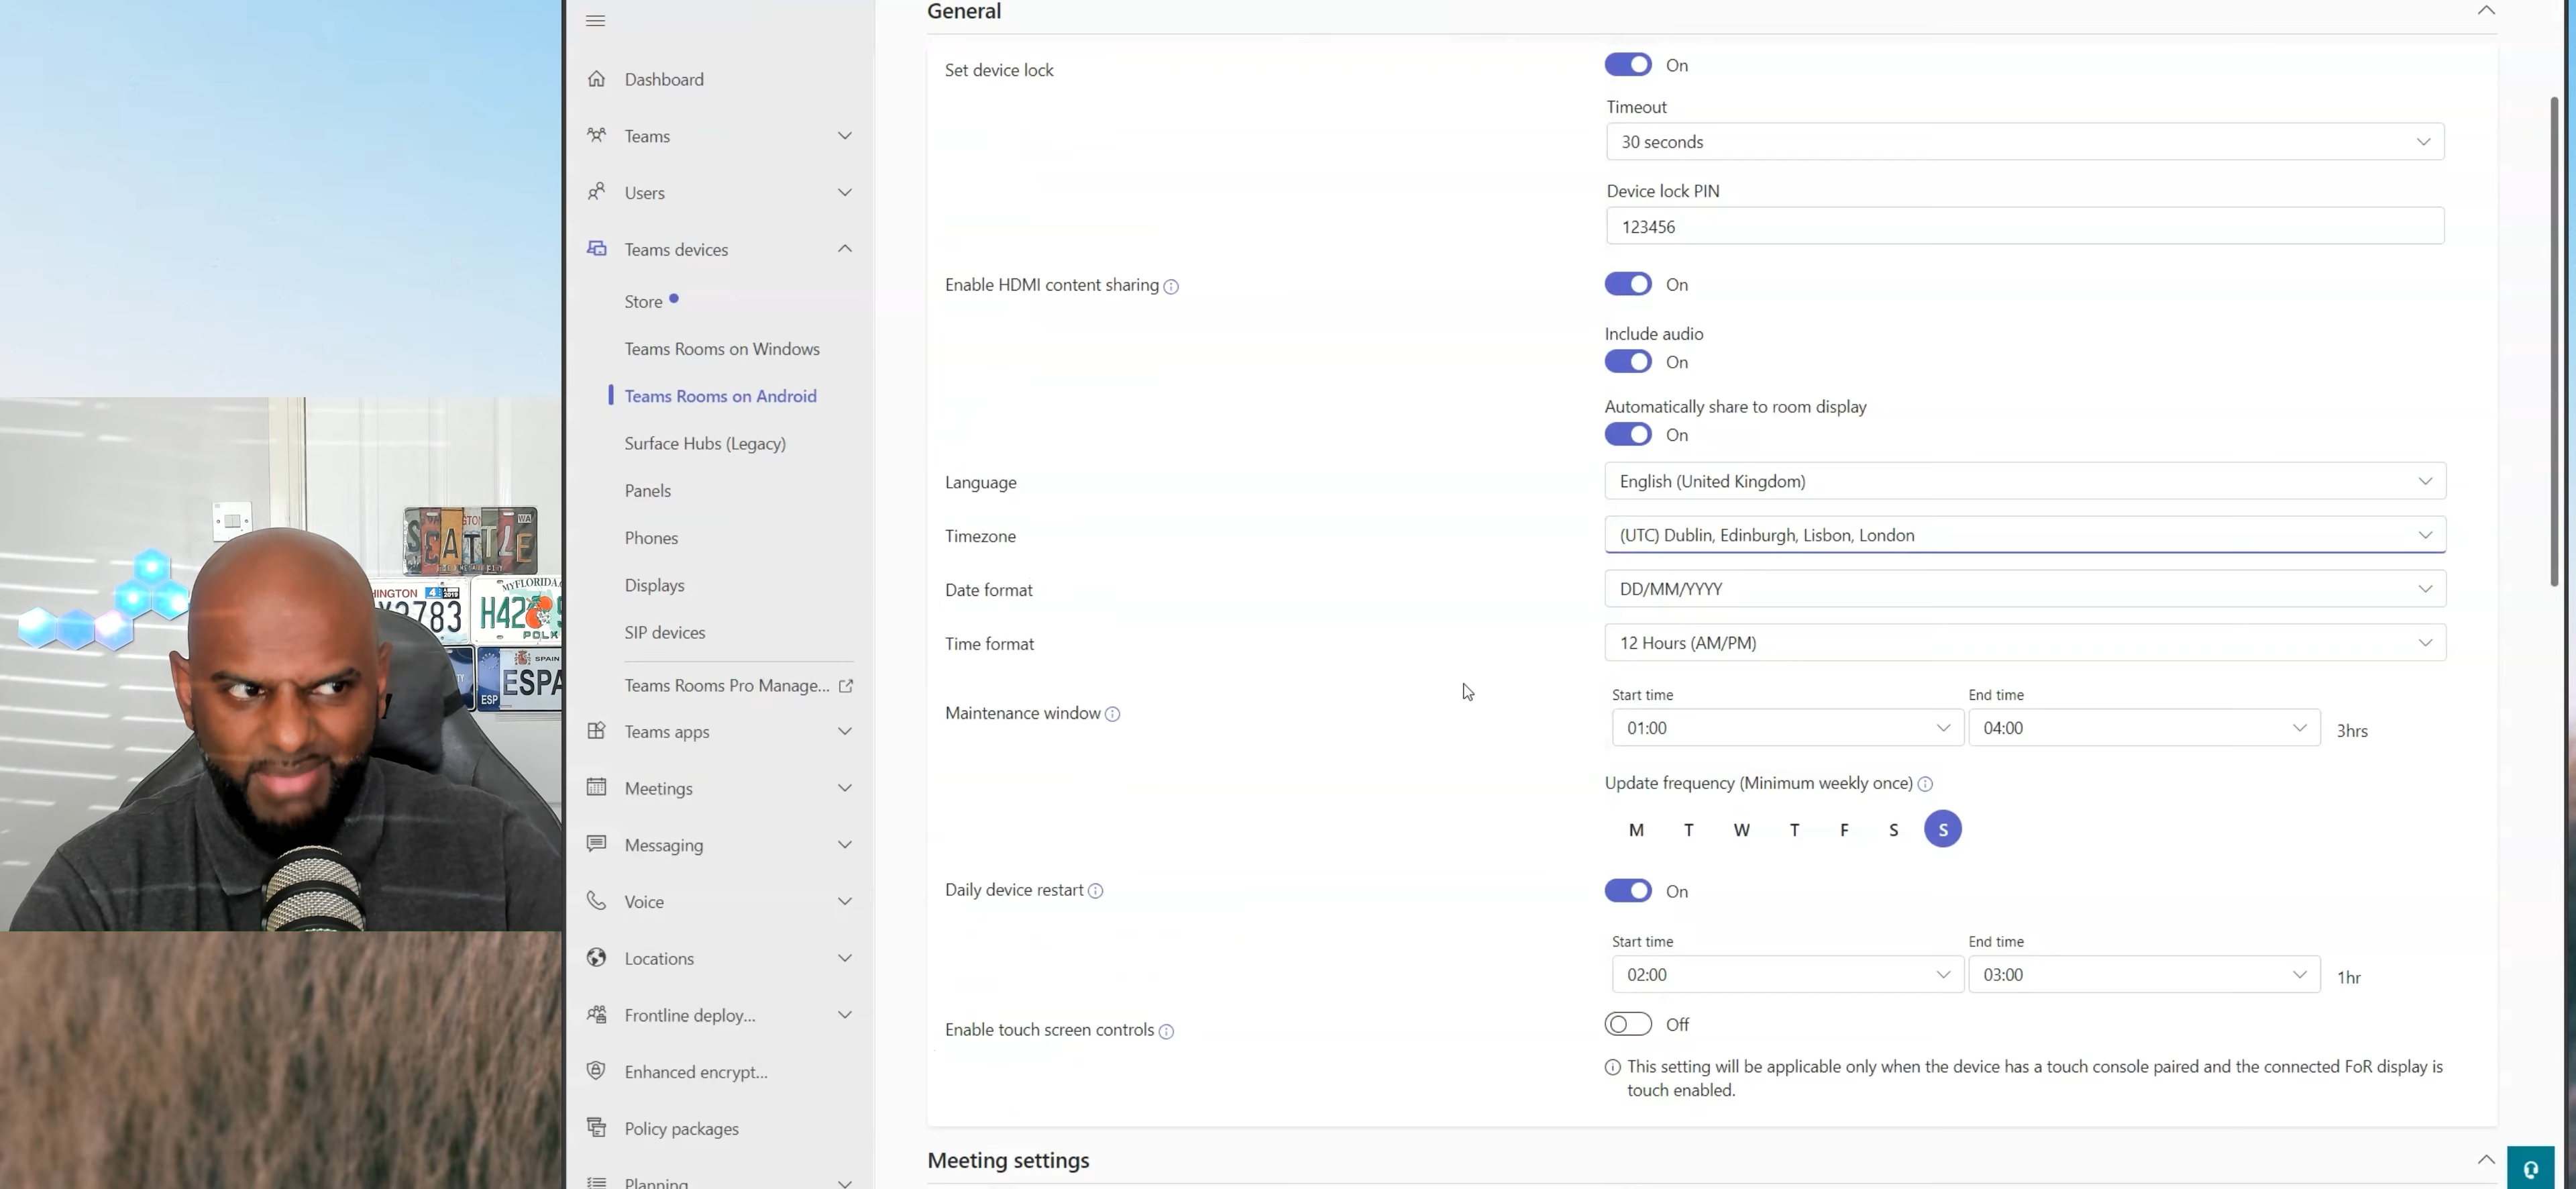 General
Set device lock
On
Timeout
30 seconds
Device lock PIN
123456
Enable HDMI content sharing
On
Include audio
On
Automatically share to room display
On
Language
English (United Kingdom)
Timezone
(UTC) Dublin, Edinburgh, Lisbon, London
Date format
DD/MM/YYYY
Time format
12 Hours (AM/PM)
Maintenance window
Start time
End time
01:00
04:00
3hrs
Update frequency (Minimum weekly once)
M T W T F S S
Daily device restart
On
Start time
End time
02:00
03:00
1hr
Enable touch screen controls
Off
This setting will be applicable only when the device has a touch console paired and the connected FoR display is
touch enabled.
Meeting settings
Dashboard
Teams
Users
Teams devices
Store
Teams Rooms on Windows
Teams Rooms on Android
Surface Hubs (Legacy)
Panels
Phones
Displays
SIP devices
Teams Rooms Pro Manage...
Teams apps
Meetings
Messaging
Voice
Locations
Frontline deploy...
Enhanced encrypt...
Policy packages
Planning
SEATTLE
WA
HINGTON
783
MYFLORIDA
H42
SPAIN
ESP
ESPA